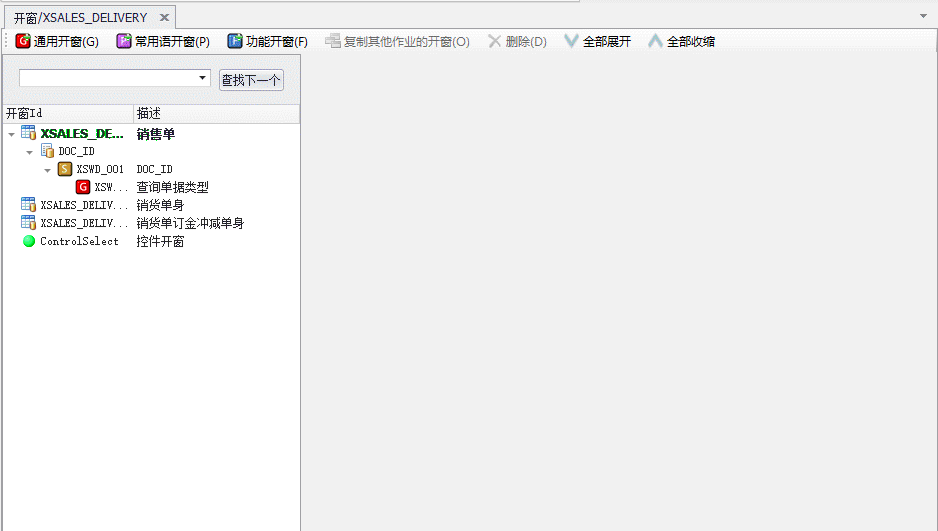 开窗/XSALES_DELIVERY
通用开窗(G) 常用语开窗(P) 功能开窗(F) 复制其他作业的开窗(O) 删除(D) 全部展开 全部收缩
查找下一个
开窗Id 描述
XSALES_DE... 销售单
DOC_ID
S XSWD_001 DOC_ID
G XSW... 查询单据类型
XSALES_DELIV... 销货单身
XSALES_DELIV... 销货单订金冲减单身
ControlSelect 控件开窗